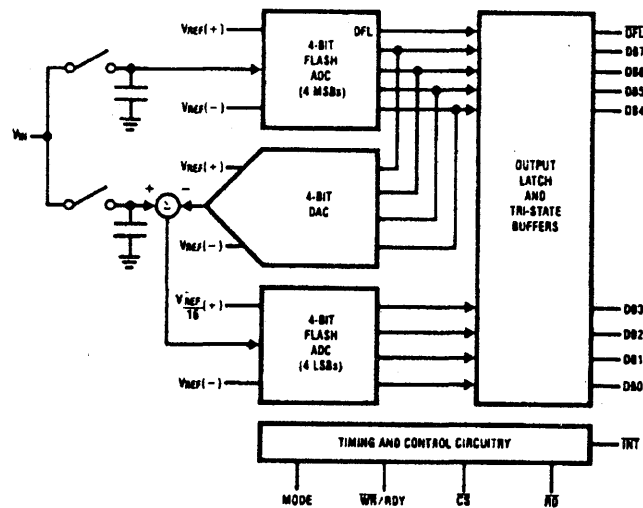 VREF(+)
4-BIT
FLASH
ADC
(4 MSBs)
OFL
VREF(-)
VIN
VREF(+)
4-BIT
DAC
VREF(-)
+
-
Σ
VREF(+)
16
4-BIT
FLASH
ADC
(4 LSBs)
VREF(-)
OUTPUT
LATCH
AND
TRI-STATE
BUFFERS
OFL
DB7
DB6
DB5
DB4
DB3
DB2
DB1
DB0
TIMING AND CONTROL CIRCUITRY
INT
MODE
WR/RDY
CS
RD